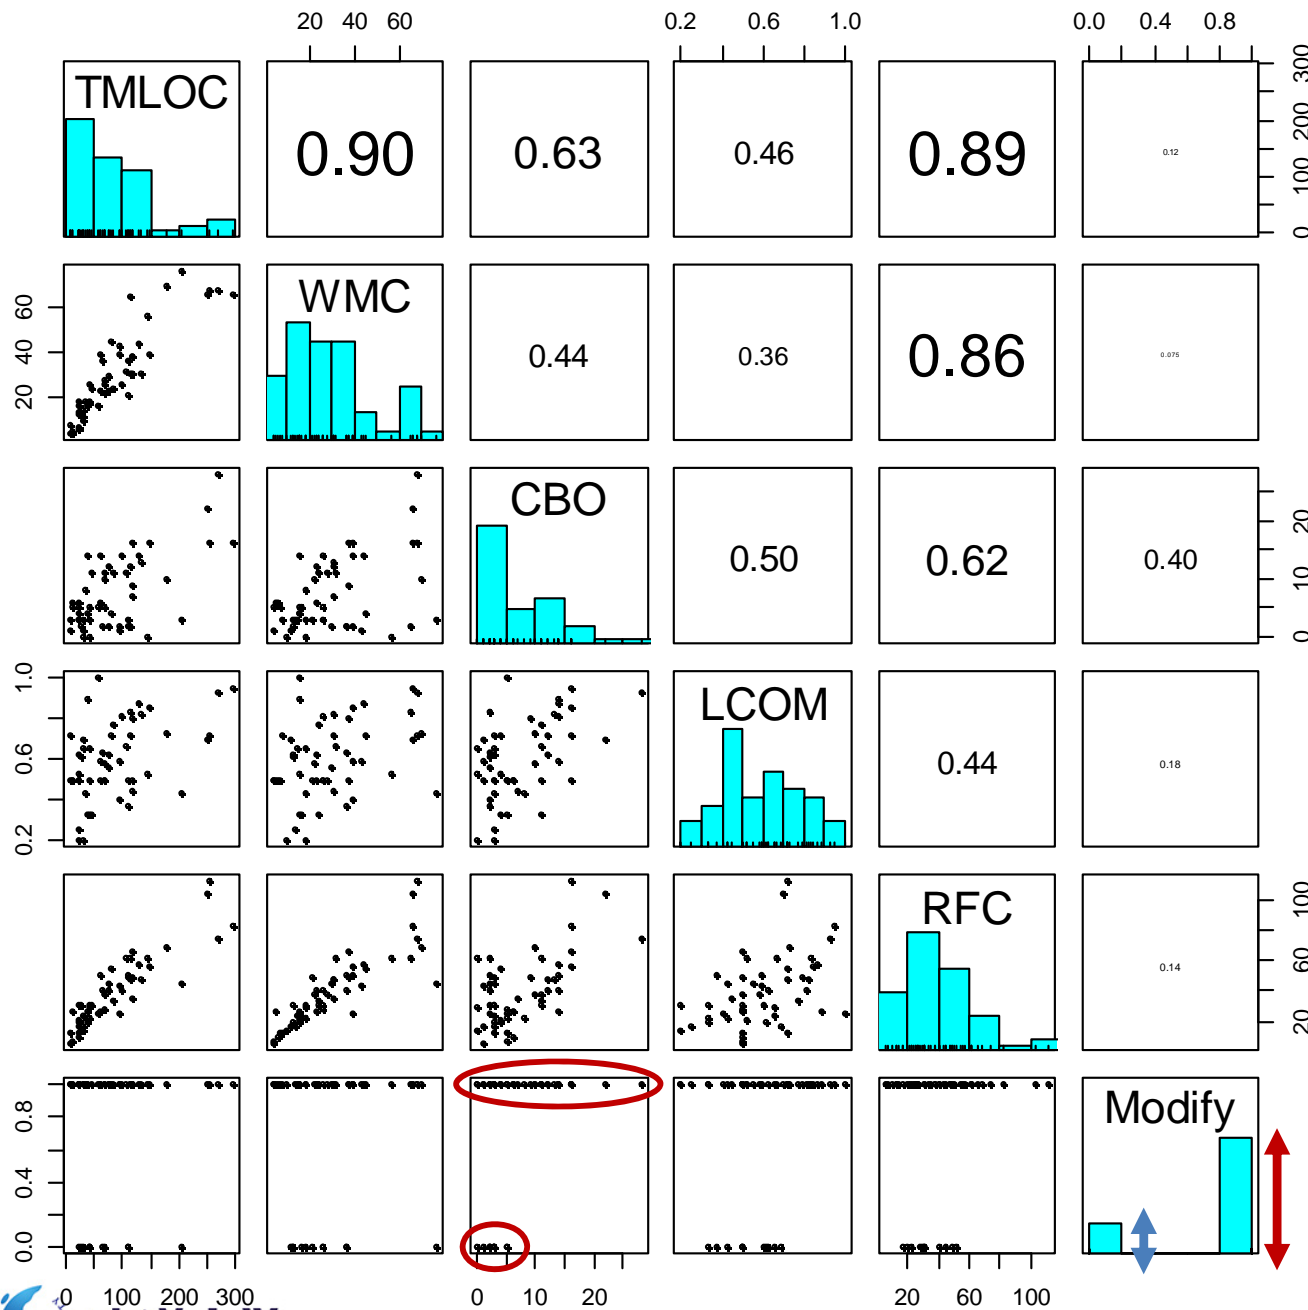 20 40 60 0.2 0.6 1.0 0.0 0.4 0.8
TMLOC 0.90 0.63 0.46 0.89 0.12
0 100 200 300
WMC 0.44 0.36 0.86 0.075
20 40 60
CBO 0.50 0.62 0.40
0 10 20
LCOM 0.44 0.18
0.2 0.6 1.0
RFC 0.14
20 60 100
Modify
0.0 0.4 0.8
0 100 200 300 0 10 20 20 60 100